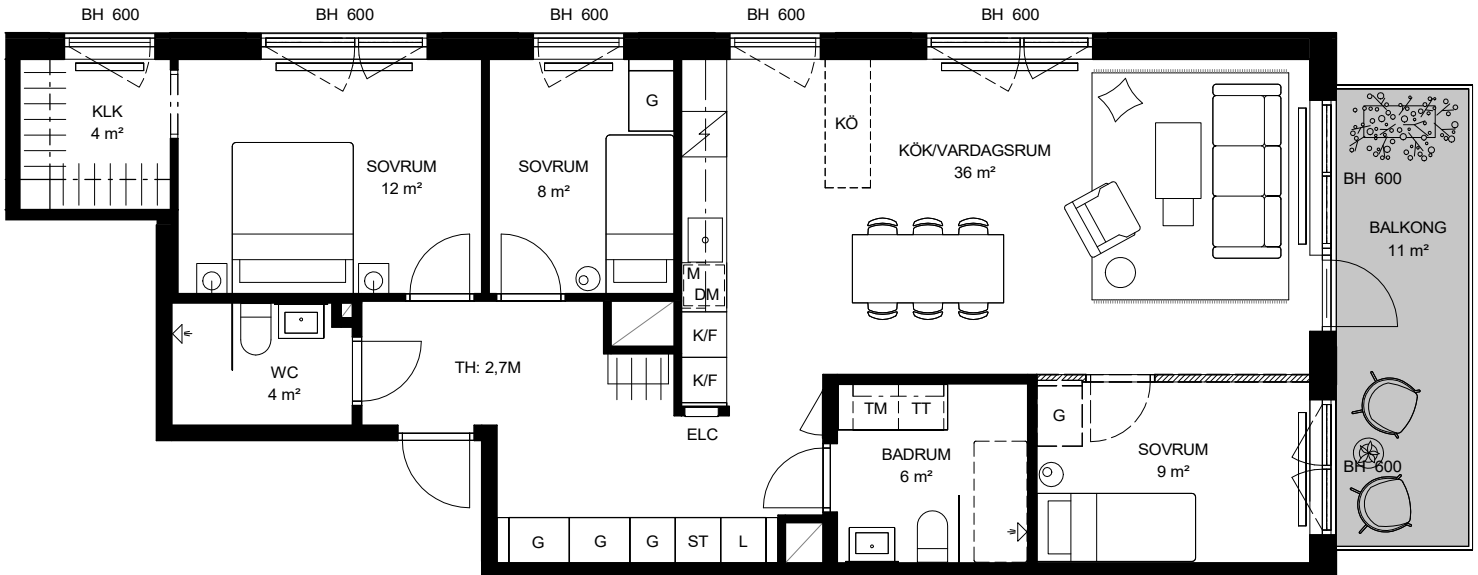 BH 600
BH 600
BH 600
BH 600
BH 600
KLK
4 m²
SOVRUM
12 m²
SOVRUM
8 m²
G
KÖ
KÖK/VARDAGSRUM
36 m²
BH 600
BALKONG
11 m²
M
DM
K/F
K/F
ELC
WC
4 m²
TH: 2,7M
TM
TT
BADRUM
6 m²
G
SOVRUM
9 m²
BH 600
G
G
G
ST
L